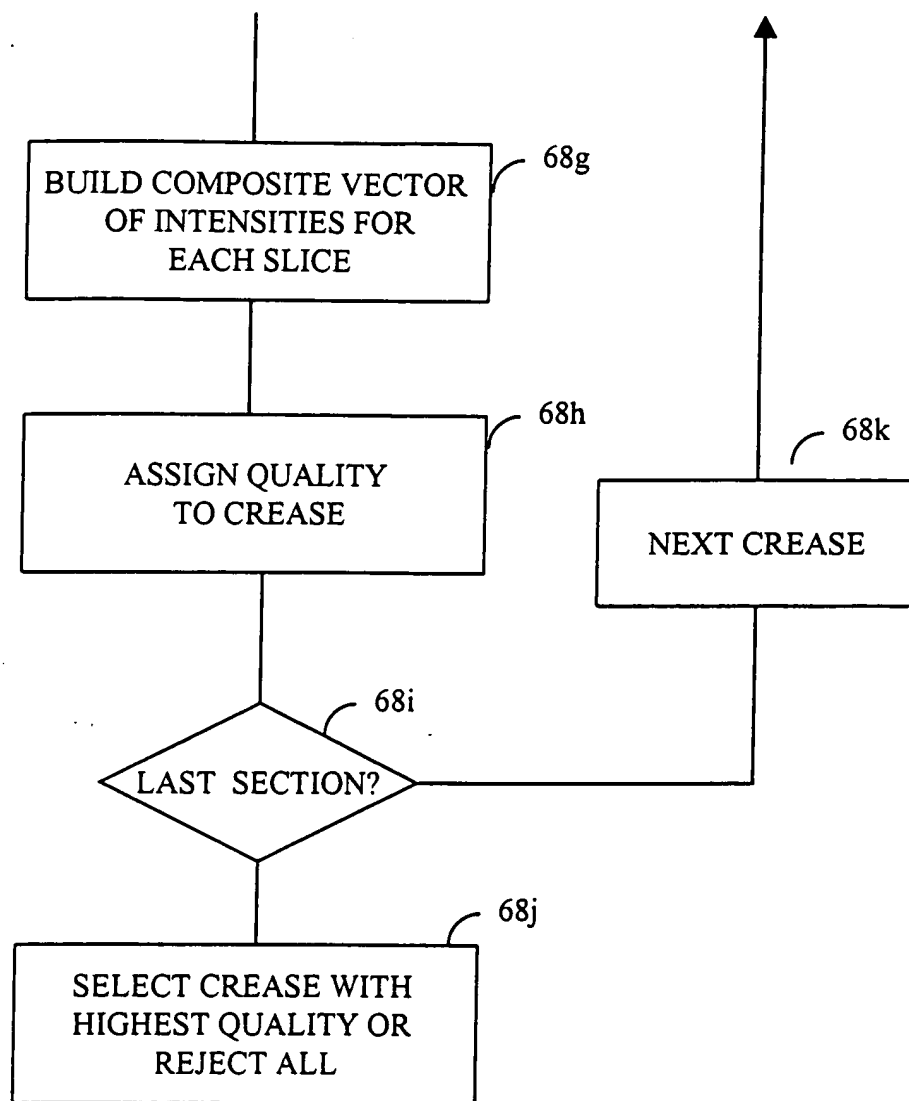 68g
BUILD COMPOSITE VECTOR
OF INTENSITIES FOR
EACH SLICE
68h
ASSIGN QUALITY
TO CREASE
68k
NEXT CREASE
68i
LAST SECTION?
68j
SELECT CREASE WITH
HIGHEST QUALITY OR
REJECT ALL